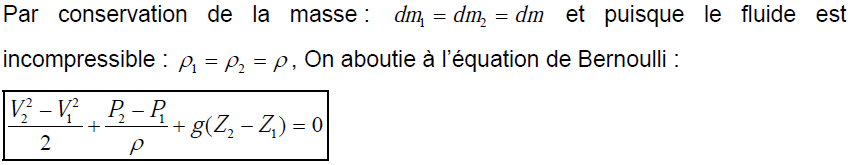 Par conservation de la masse : dm₁ = dm₂ = dm et puisque le fluide est
incompressible : ρ₁ = ρ₂ = ρ, On aboutie à l'équation de Bernoulli :
(V₂² − V₁²)/2 + (P₂ − P₁)/ρ + g(Z₂ − Z₁) = 0